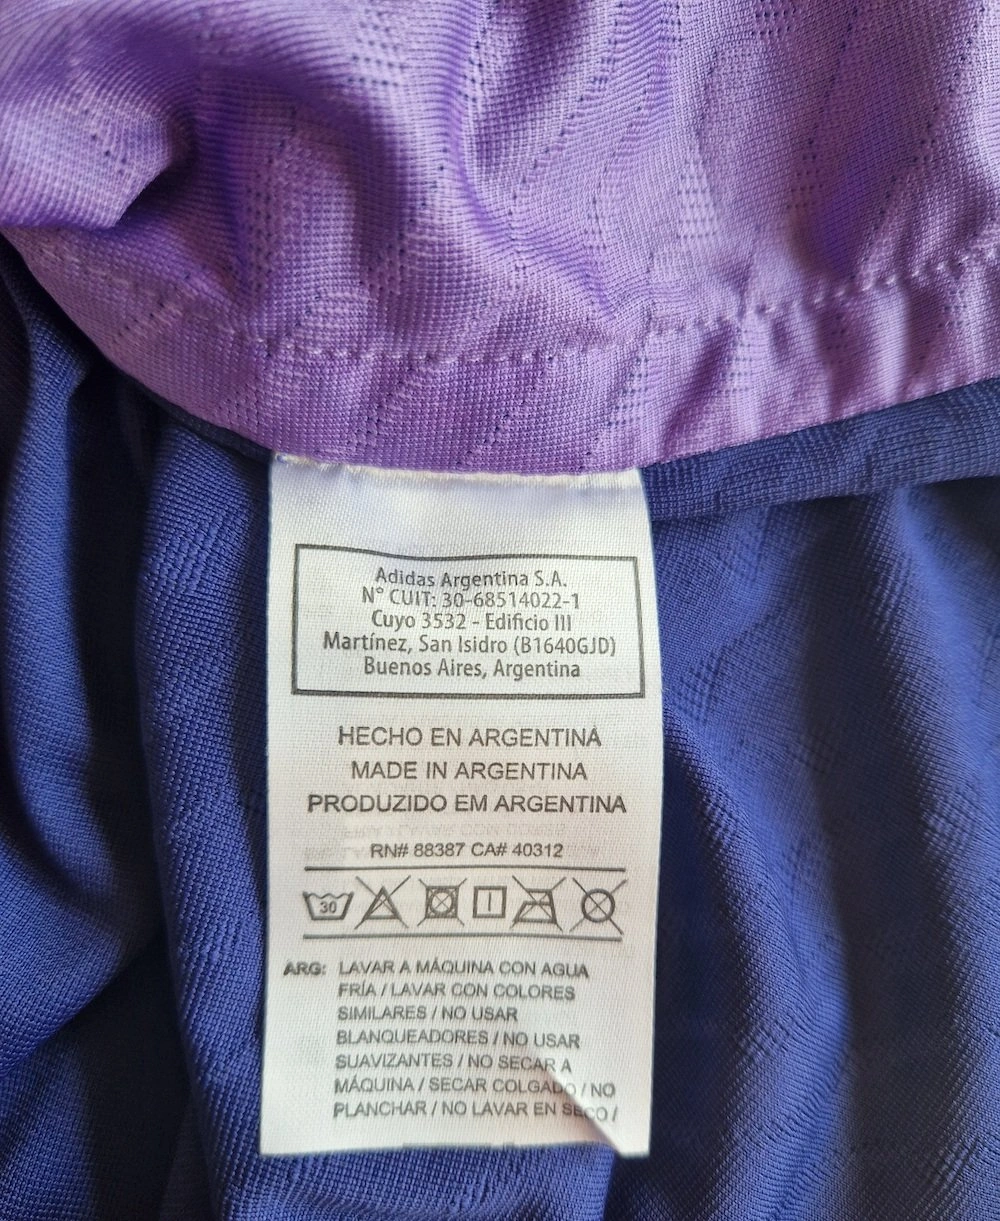 Adidas Argentina S.A.
N° CUIT: 30-68514022-1
Cuyo 3532 - Edificio III
Martínez, San Isidro (B1640GJD)
Buenos Aires, Argentina
HECHO EN ARGENTINA
MADE IN ARGENTINA
PRODUZIDO EM ARGENTINA
RN# 88387 CA# 40312
30
ARG: LAVAR A MÁQUINA CON AGUA
FRÍA / LAVAR CON COLORES
SIMILARES / NO USAR
BLANQUEADORES / NO USAR
SUAVIZANTES / NO SECAR A
MÁQUINA / SECAR COLGADO / NO
PLANCHAR / NO LAVAR EN SECO /